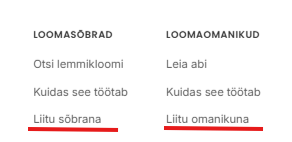 LOOMASÕBRAD
Otsi lemmikloomi
Kuidas see töötab
Liitu sõbrana
LOOMAOMANIKUD
Leia abi
Kuidas see töötab
Liitu omanikuna